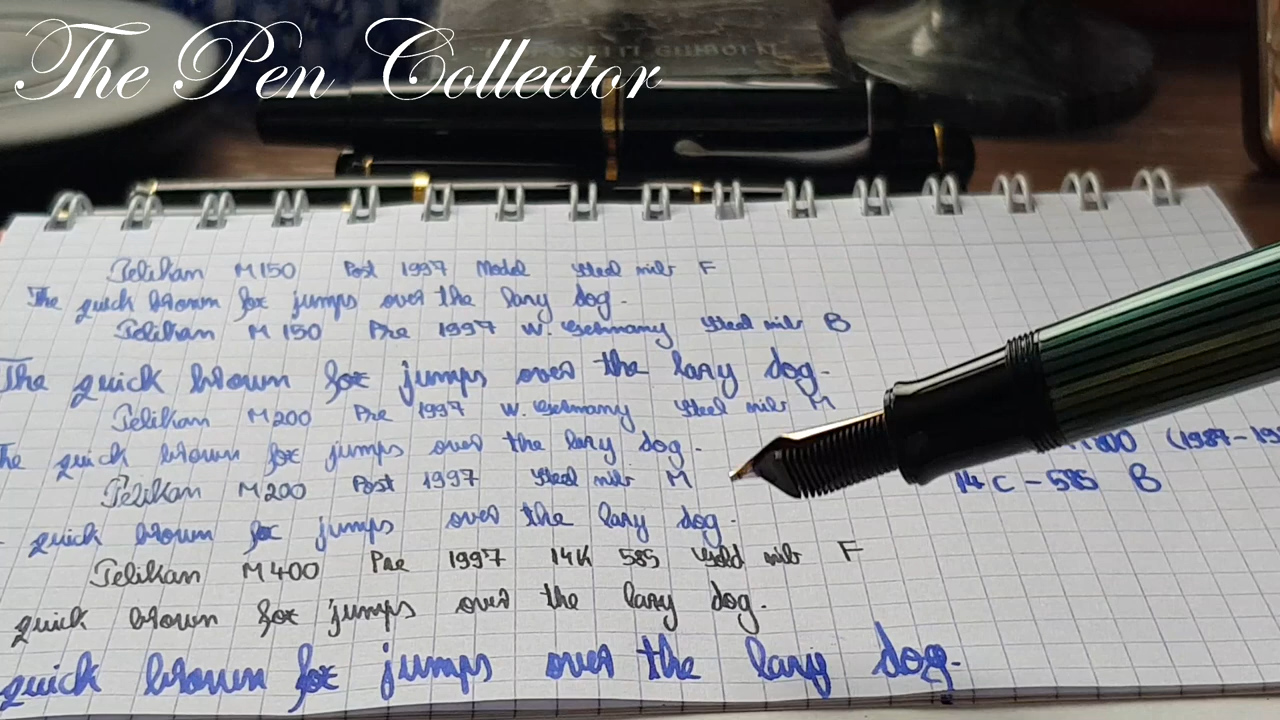 The Pen Collector
Pelikan M150 Post 1997 Model Steel nib F
The quick brown fox jumps over the lazy dog.
Pelikan M150 Pre 1997 W. Germany Steel nib B
The quick brown fox jumps over the lazy dog.
Pelikan M200 Pre 1997 W. Germany Steel nib M
The quick brown fox jumps over the lazy dog.
Pelikan M200 Post 1997 Steel nib M
quick brown fox jumps over the lazy dog.
Pelikan M400 Pre 1997 14K 585 Gold nib F
quick brown fox jumps over the lazy dog.
quick brown fox jumps over the lazy dog.
(1987-19
14C-585 B